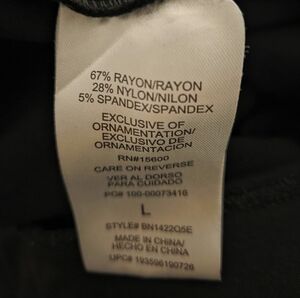 67% RAYON/RAYON
28% NYLON/NILON
5% SPANDEX/SPANDEX
EXCLUSIVE OF
ORNAMENTATION/
EXCLUSIVO DE
ORNAMENTACIÓN
RN#15600
CARE ON REVERSE
VER AL DORSO
PARA CUIDADO
PO# 100-00073416
L
STYLE# BN1422Q5E
MADE IN CHINA/
HECHO EN CHINA
UPC# 193596190726